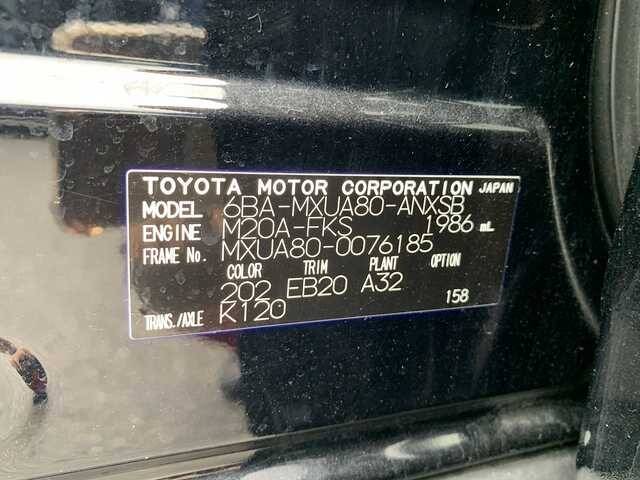 TOYOTA MOTOR CORPORATION JAPAN
MODEL 6BA-MXUA80-ANXSB
ENGINE M20A-FKS 1986 mL
FRAME No. MXUA80-0076185
COLOR TRIM PLANT OPTION
202 EB20 A32
TRANS./AXLE K120 158